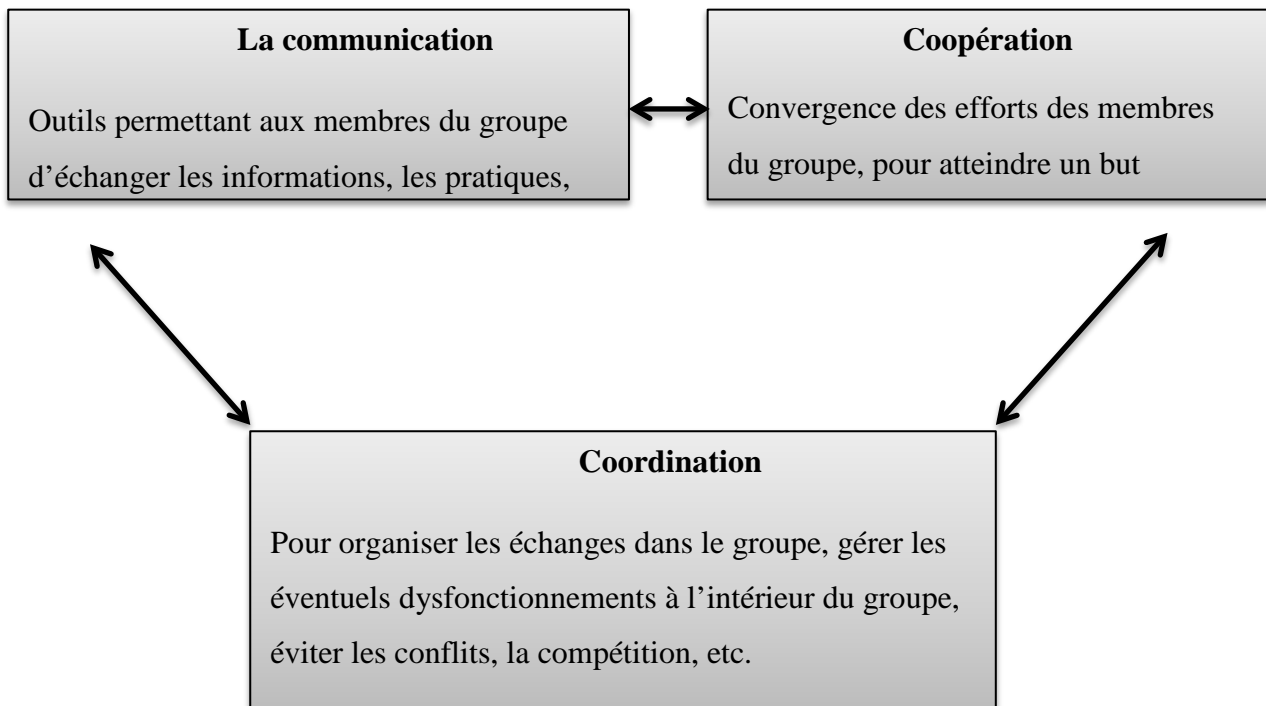 La communication
Outils permettant aux membres du groupe
d’échanger les informations, les pratiques,
Coopération
Convergence des efforts des membres
du groupe, pour atteindre un but
Coordination
Pour organiser les échanges dans le groupe, gérer les
éventuels dysfonctionnements à l’intérieur du groupe,
éviter les conflits, la compétition, etc.